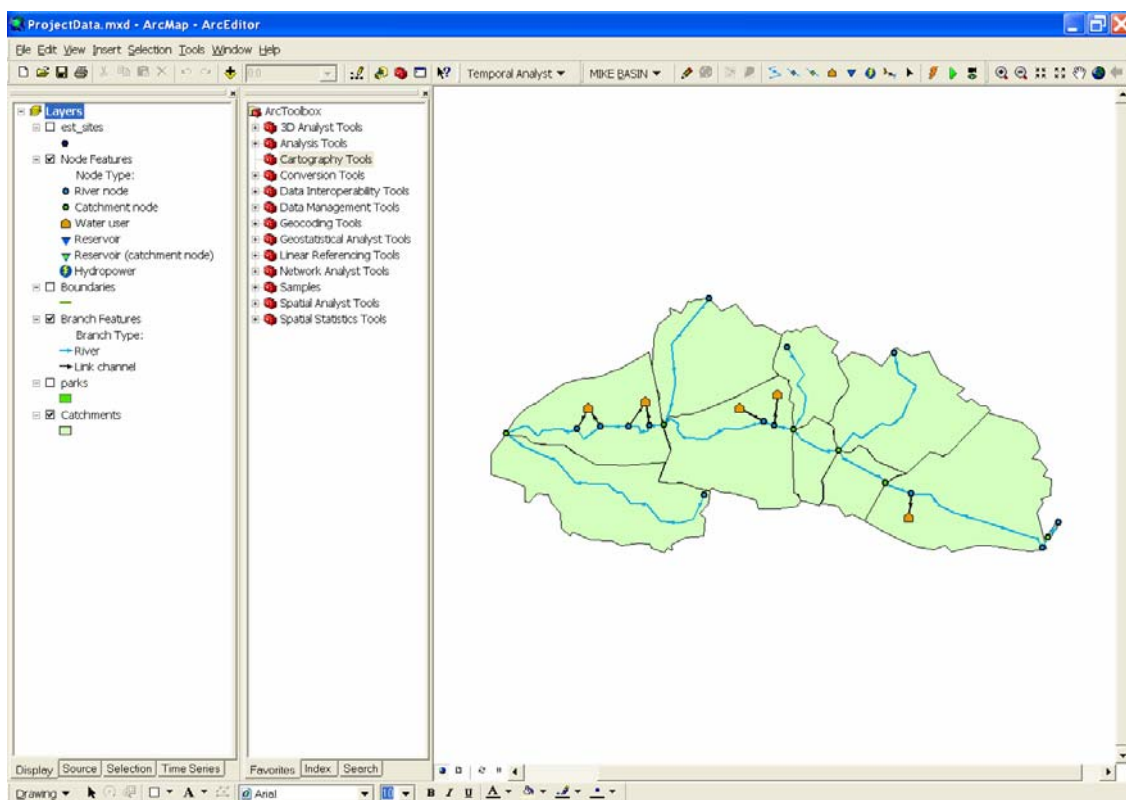 ProjectData.mxd - ArcMap - ArcEditor
File Edit View Insert Selection Tools Window Help
Temporal Analyst MIKE BASIN
Layers
est_sites
Node Features
Node Type:
River node
Catchment node
Water user
Reservoir
Reservoir (catchment node)
Hydropower
Boundaries
Branch Features
Branch Type:
River
Link channel
parks
Catchments
Display Source Selection Time Series
ArcToolbox
3D Analyst Tools
Analysis Tools
Cartography Tools
Conversion Tools
Data Interoperability Tools
Data Management Tools
Geocoding Tools
Geostatistical Analyst Tools
Linear Referencing Tools
Network Analyst Tools
Samples
Spatial Analyst Tools
Spatial Statistics Tools
Favorites Index Search
Drawing A Arial 10 B I U A